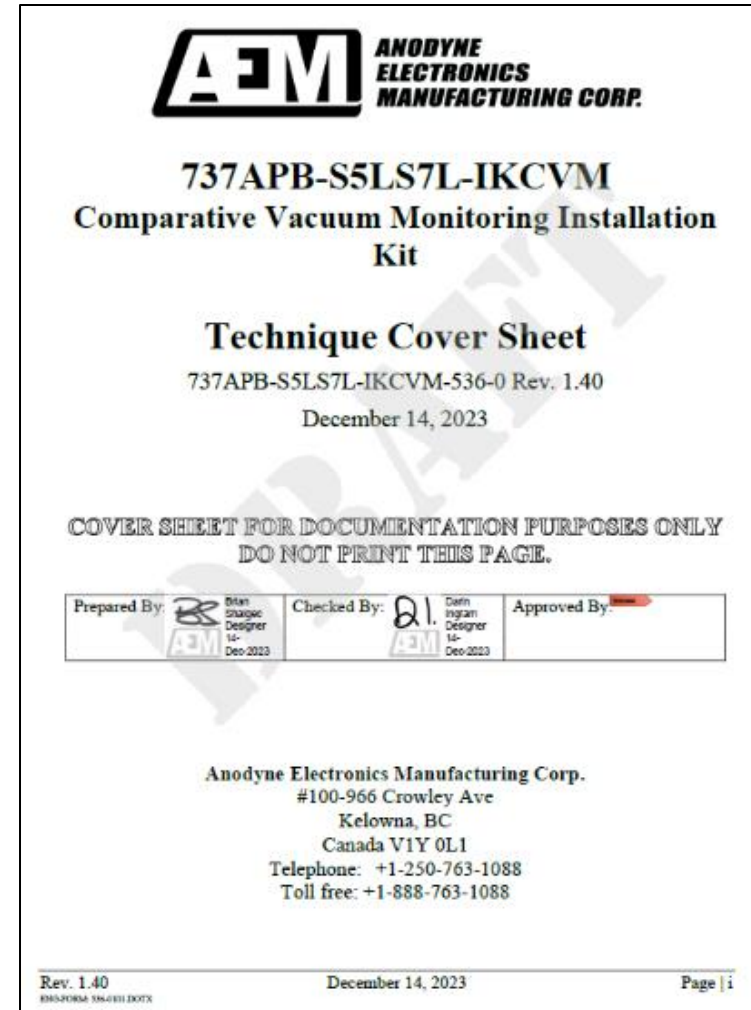 AEM ANODYNE
ELECTRONICS
MANUFACTURING CORP.
737APB-S5LS7L-IKCVM
Comparative Vacuum Monitoring Installation
Kit
Technique Cover Sheet
737APB-S5LS7L-IKCVM-536-0 Rev. 1.40
December 14, 2023
DRAFT
COVER SHEET FOR DOCUMENTATION PURPOSES ONLY
DO NOT PRINT THIS PAGE.
Prepared By: Brian
Designer
14-
Dec-2023
AEM
Checked By: D.I. Darin
Ingram
Designer
14-
Dec-2023
AEM
Approved By:
Anodyne Electronics Manufacturing Corp.
#100-966 Crowley Ave
Kelowna, BC
Canada V1Y 0L1
Telephone: +1-250-763-1088
Toll free: +1-888-763-1088
Rev. 1.40 December 14, 2023 Page | i